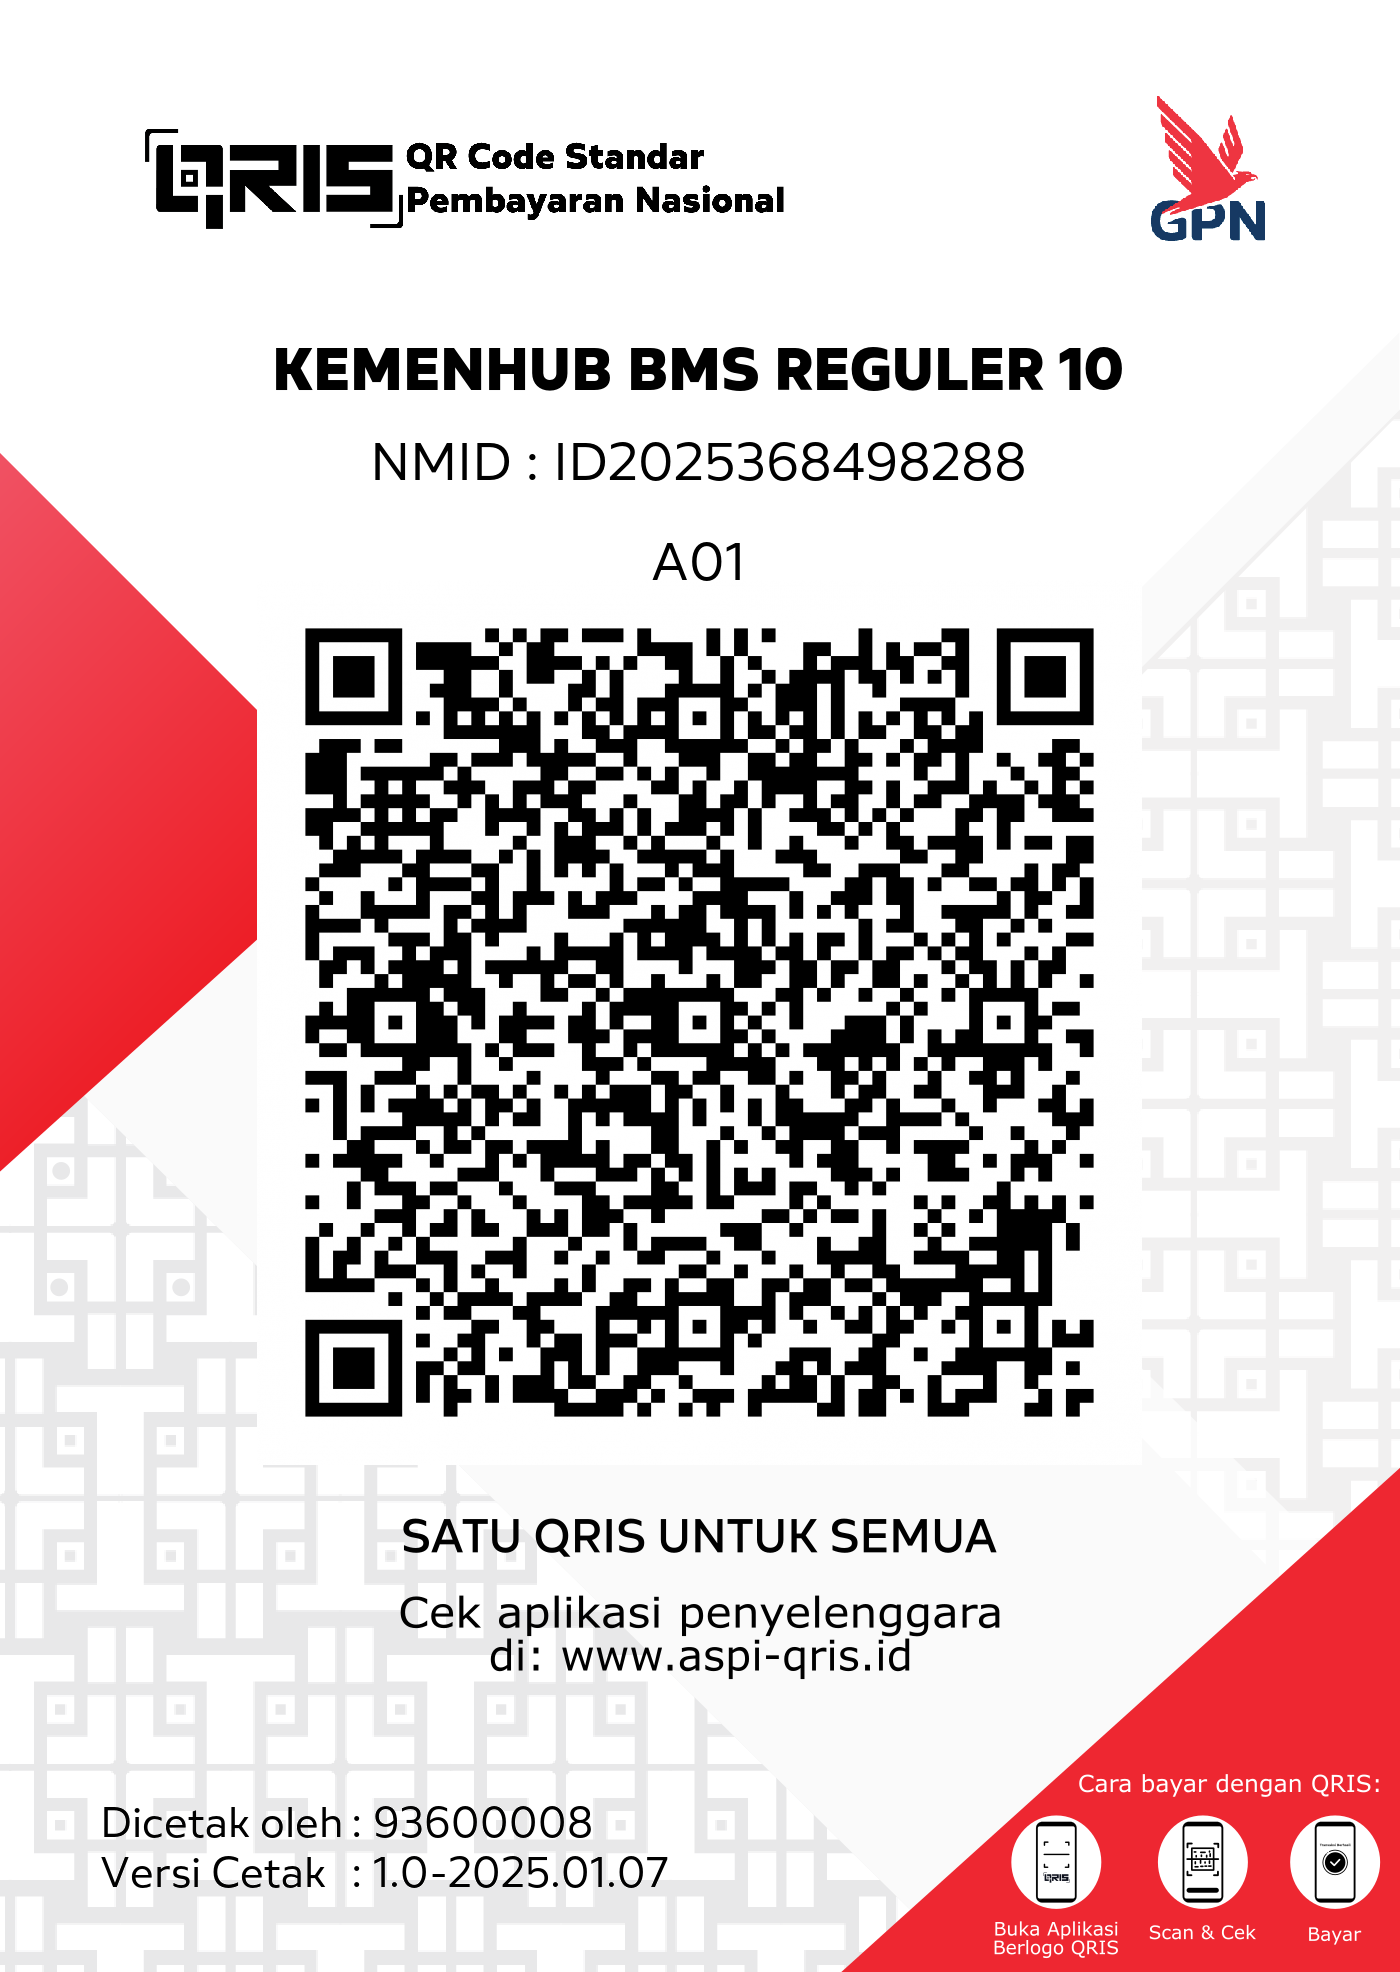 QRIS QR Code Standar
Pembayaran Nasional
GPN
KEMENHUB BMS REGULER 10
NMID : ID2025368498288
A01
SATU QRIS UNTUK SEMUA
Cek aplikasi penyelenggara
di: www.aspi-qris.id
Dicetak oleh : 93600008
Versi Cetak : 1.0-2025.01.07
Cara bayar dengan QRIS:
QRIS
Buka Aplikasi
Berlogo QRIS
Scan & Cek
Bayar